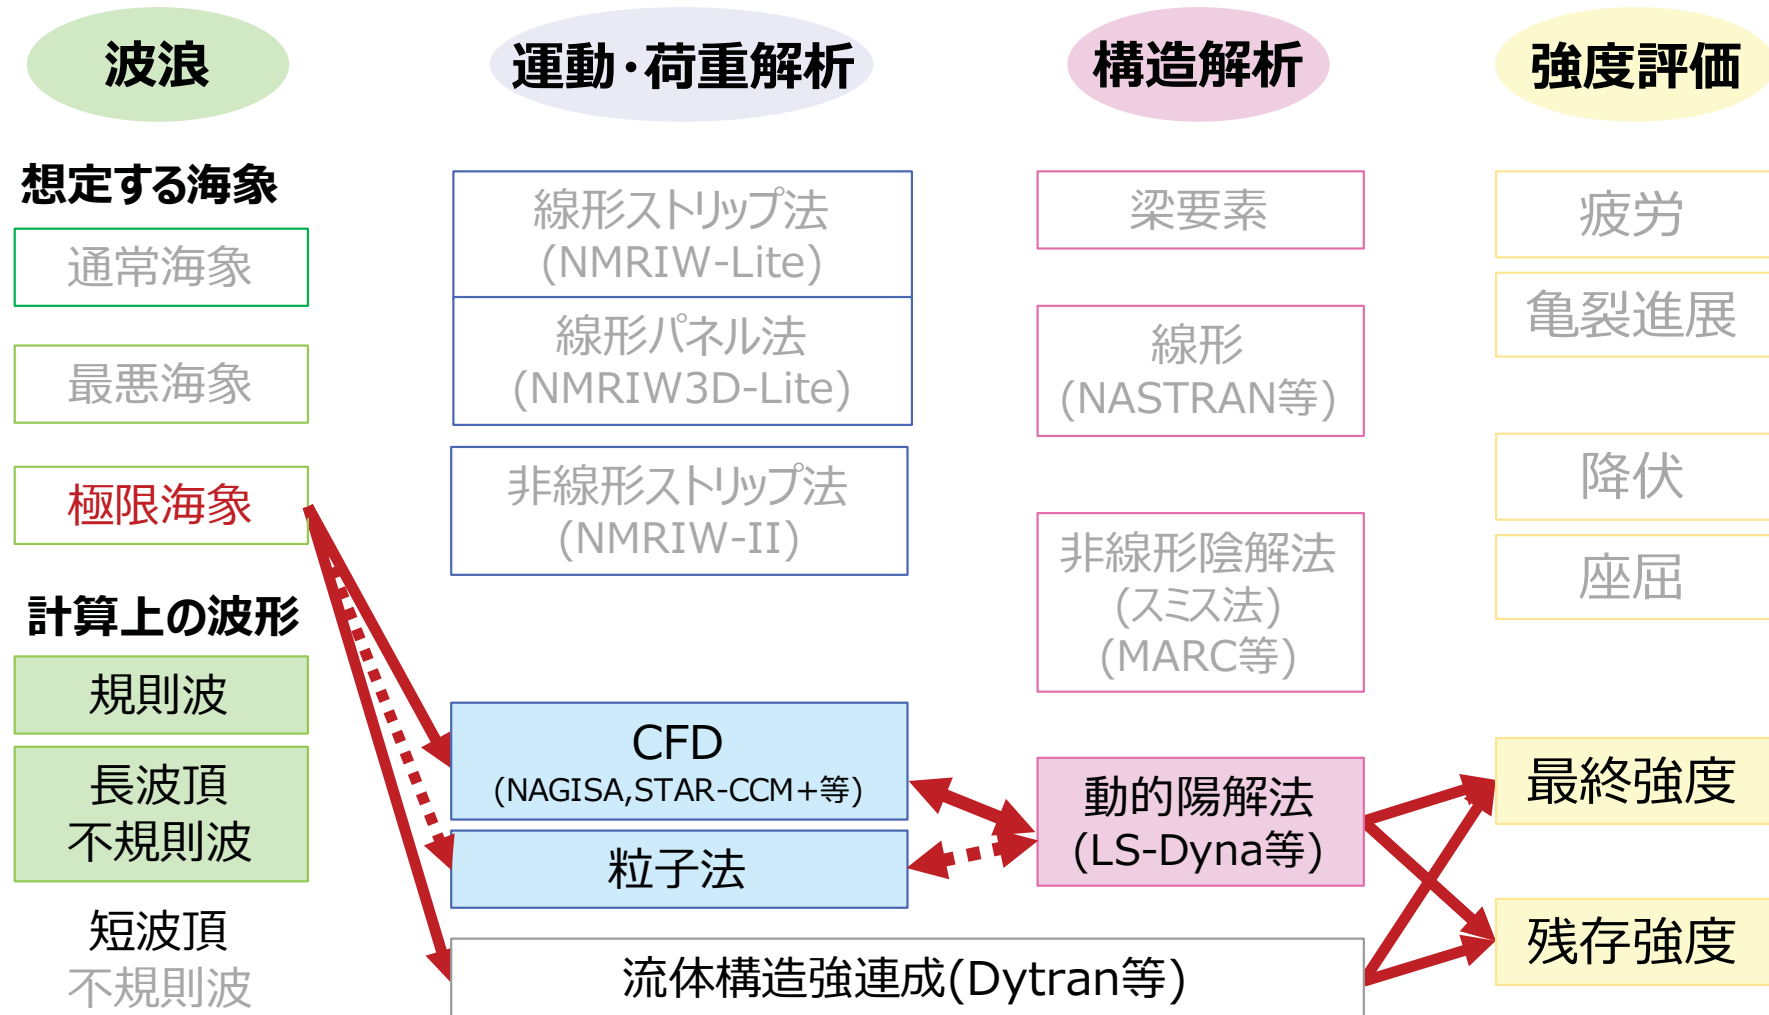 波浪
運動・荷重解析
構造解析
強度評価
想定する海象
通常海象
最悪海象
極限海象
計算上の波形
規則波
長波頂
不規則波
短波頂
不規則波
線形ストリップ法
(NMRIW-Lite)
線形パネル法
(NMRIW3D-Lite)
非線形ストリップ法
(NMRIW-II)
CFD
(NAGISA,STAR-CCM+等)
粒子法
流体構造強連成(Dytran等)
梁要素
線形
(NASTRAN等)
非線形陰解法
(スミス法)
(MARC等)
動的陽解法
(LS-Dyna等)
疲労
亀裂進展
降伏
座屈
最終強度
残存強度